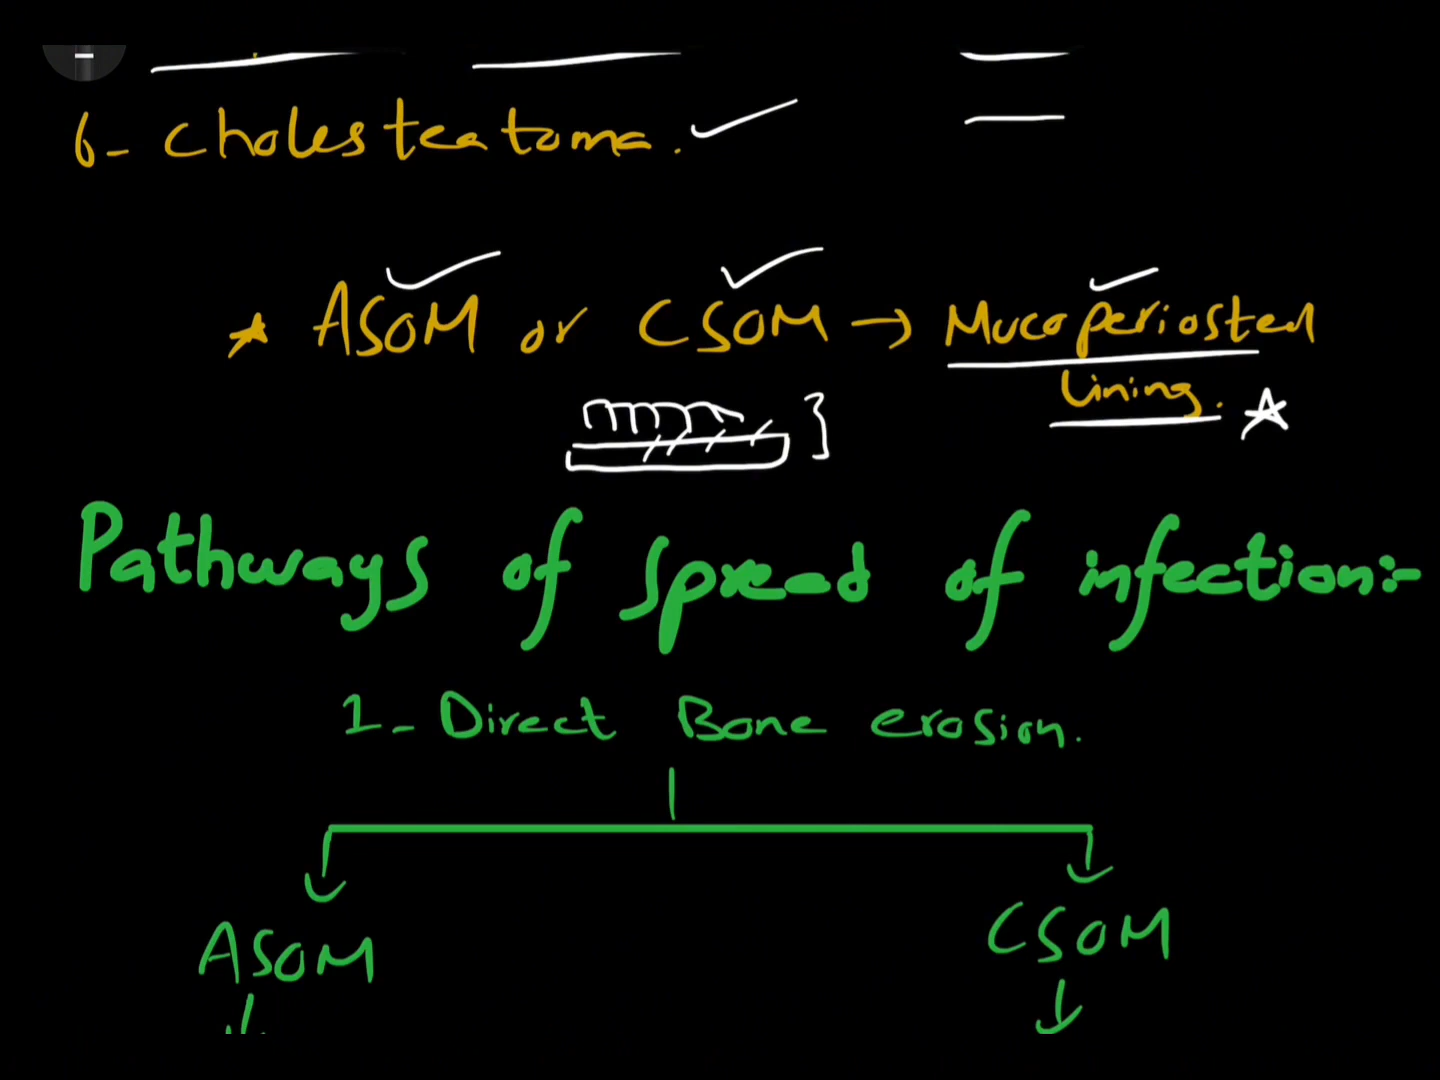 6- Cholesteatoma.
* ASOM or CSOM → Mucoperiosteal
Lining.
Pathways of spread of infection:-
1- Direct Bone erosion.
ASOM
CSOM